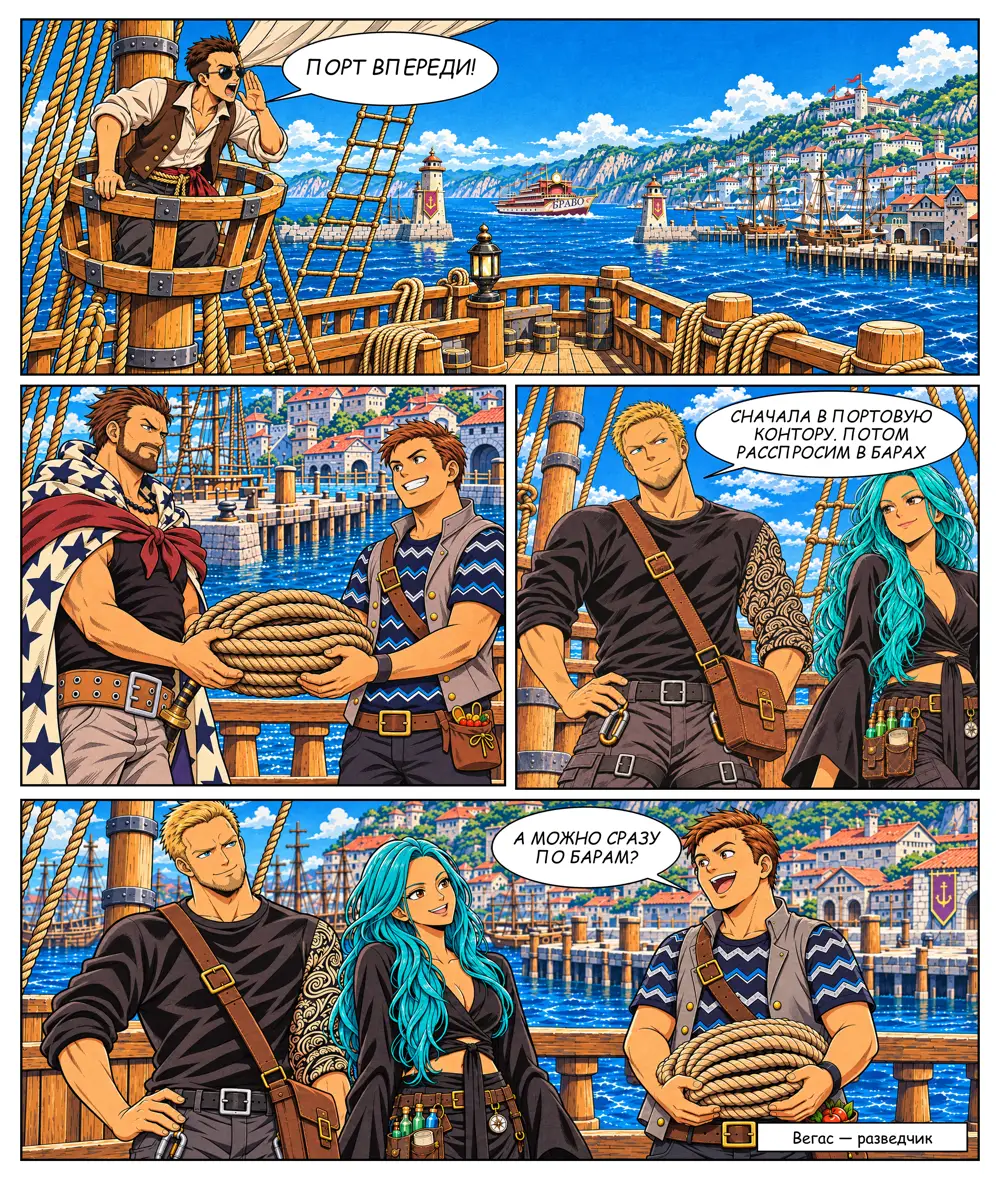 ПОРТ ВПЕРЕДИ!
БРАВО
СНАЧАЛА В ПОРТОВУЮ
КОНТОРУ. ПОТОМ
РАССПРОСИМ В БАРАХ
А МОЖНО СРАЗУ
ПО БАРАМ?
Вегас — разведчик